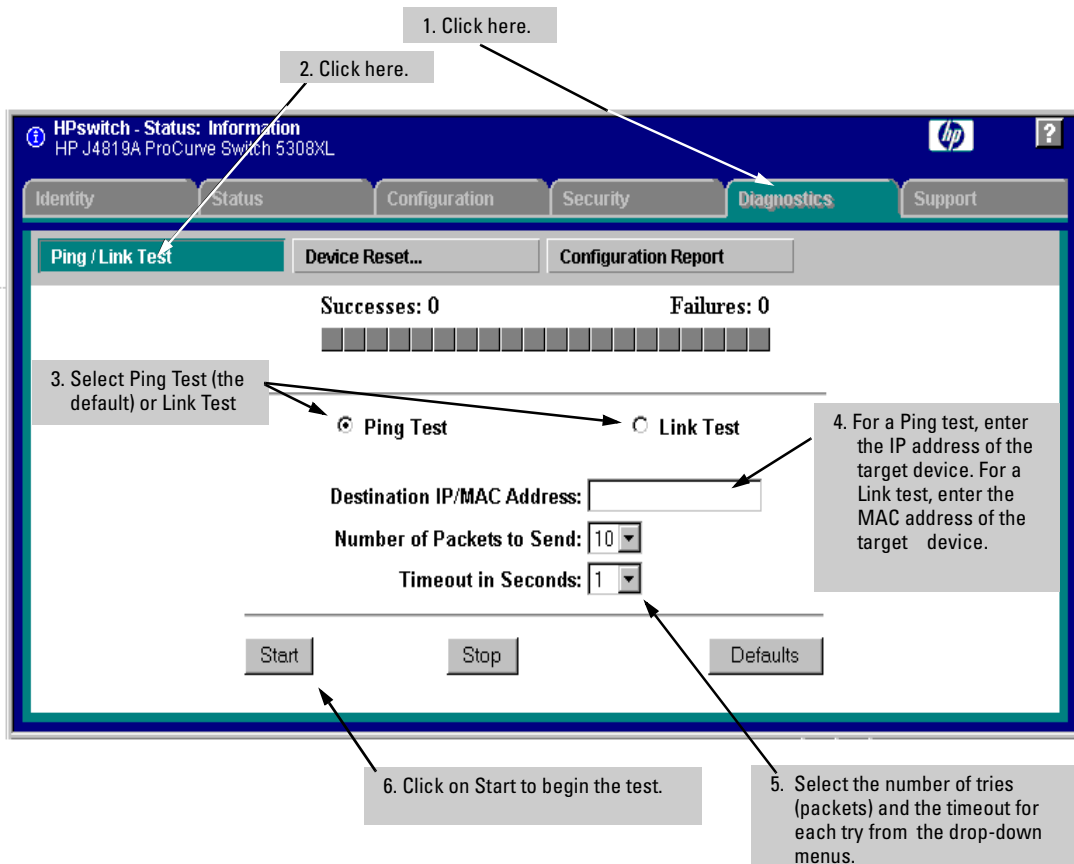 1. Click here.
2. Click here.
HPswitch - Status: Information
HP J4819A ProCurve Switch 5308XL
hp
?
Identity
Status
Configuration
Security
Diagnostics
Support
Ping / Link Test
Device Reset...
Configuration Report
Successes: 0
Failures: 0
3. Select Ping Test (the
default) or Link Test
Ping Test
Link Test
4. For a Ping test, enter
the IP address of the
target device. For a
Link test, enter the
MAC address of the
target device.
Destination IP/MAC Address:
Number of Packets to Send: 10
Timeout in Seconds: 1
Start
Stop
Defaults
6. Click on Start to begin the test.
5. Select the number of tries
(packets) and the timeout for
each try from the drop-down
menus.